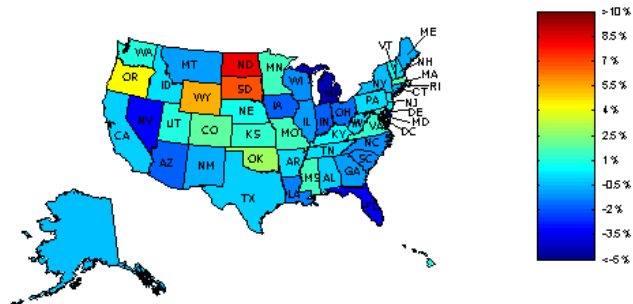 WA
OR
CA
NV
ID
MT
WY
UT
AZ
CO
NM
ND
SD
NE
KS
OK
TX
MN
IA
MO
AR
LA
WI
IL
IN
MI
OH
KY
TN
MS
AL
GA
FL
SC
NC
VA
WV
PA
NY
VT
ME
NH
MA
RI
CT
NJ
DE
MD
DC
>10%
8.5%
7%
5.5%
4%
2.5%
1%
-.5%
-2%
-3.5%
<-5%